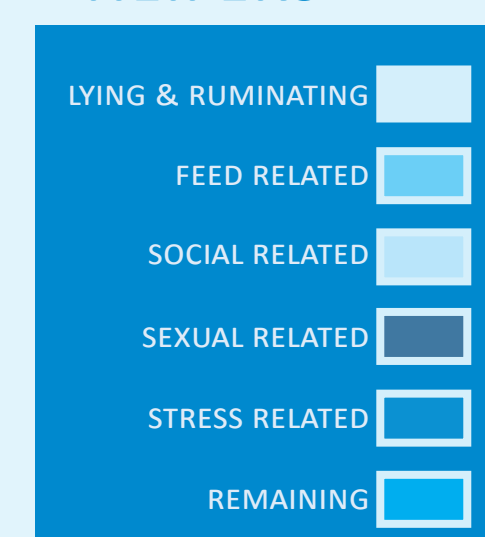 LYING & RUMINATING
FEED RELATED
SOCIAL RELATED
SEXUAL RELATED
STRESS RELATED
REMAINING